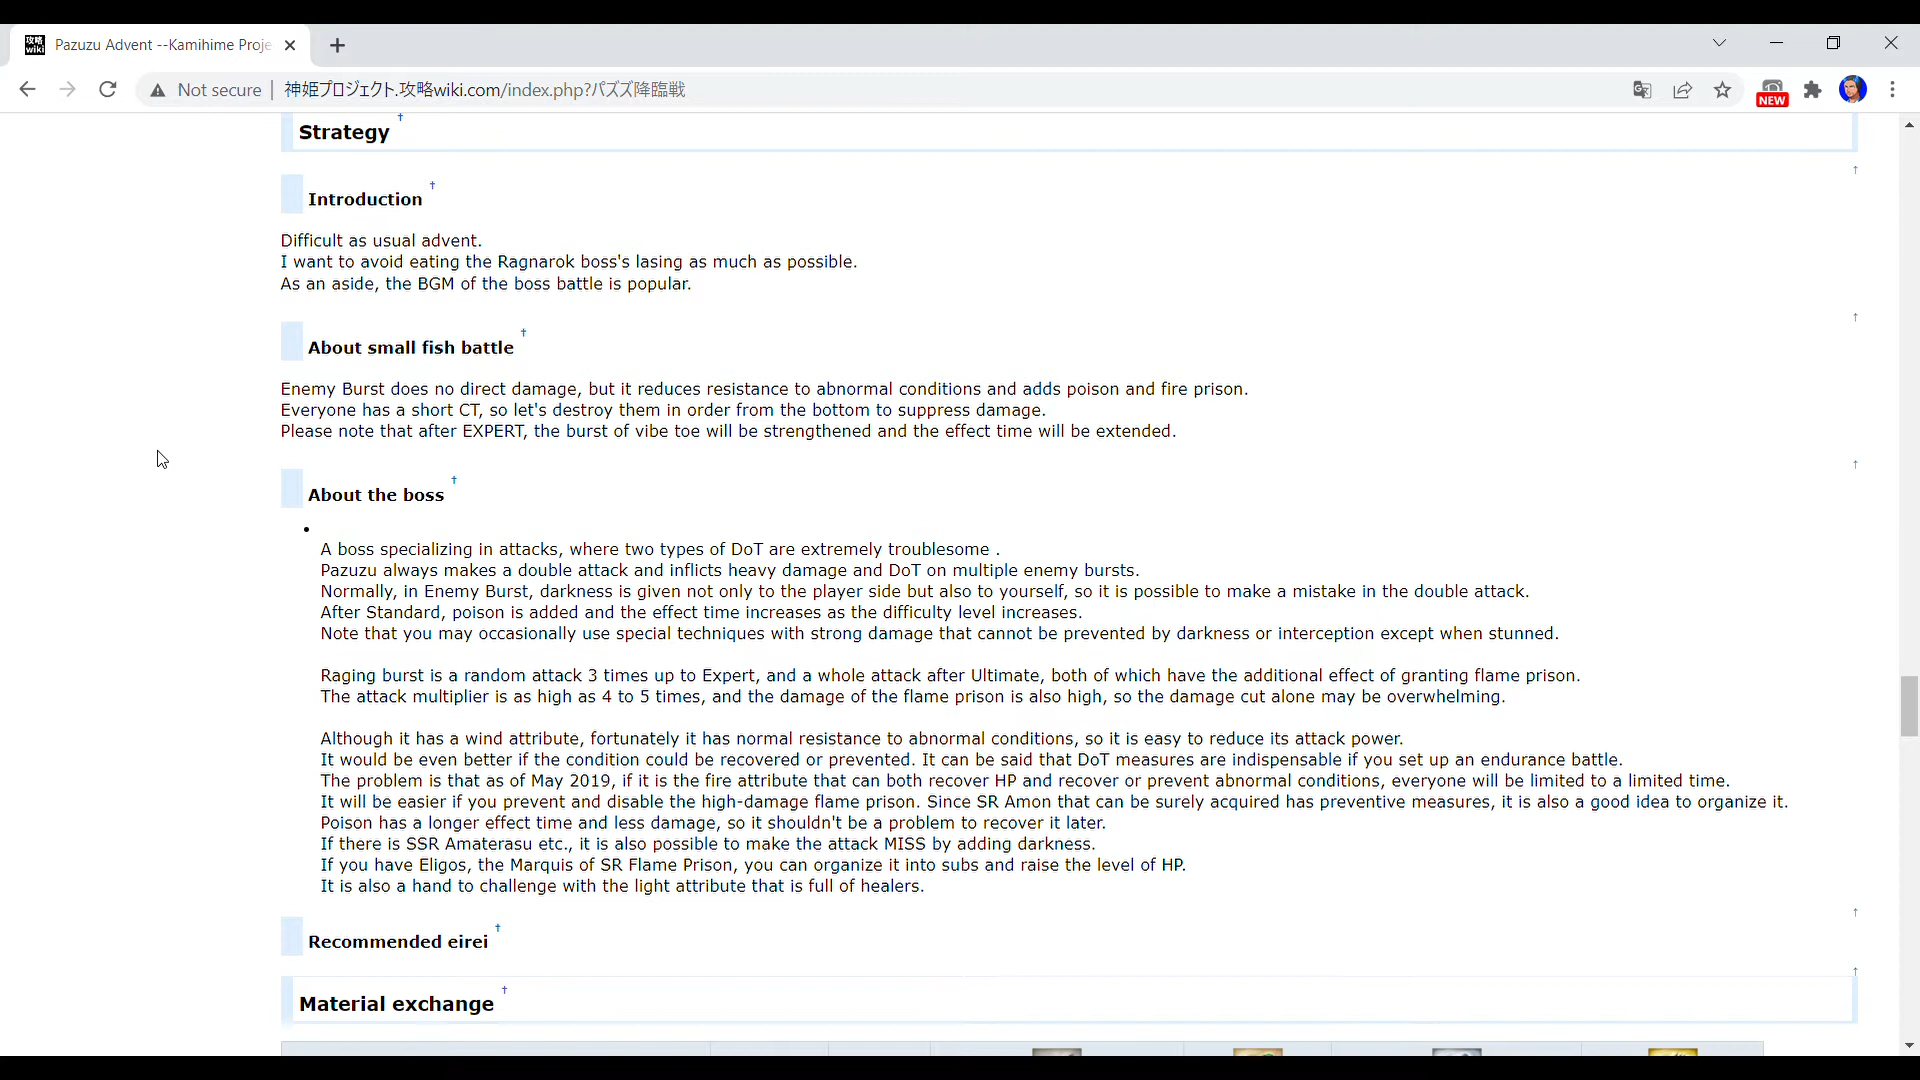 攻略
wiki
Pazuzu Advent --Kamihime Proje
Not secure
神姫プロジェクト.攻略wiki.com/index.php?パズズ降臨戦
NEW
Strategy †
↑
Introduction †
Difficult as usual advent.
I want to avoid eating the Ragnarok boss's lasing as much as possible.
As an aside, the BGM of the boss battle is popular.
↑
About small fish battle †
Enemy Burst does no direct damage, but it reduces resistance to abnormal conditions and adds poison and fire prison.
Everyone has a short CT, so let's destroy them in order from the bottom to suppress damage.
Please note that after EXPERT, the burst of vibe toe will be strengthened and the effect time will be extended.
↑
About the boss †
•
A boss specializing in attacks, where two types of DoT are extremely troublesome .
Pazuzu always makes a double attack and inflicts heavy damage and DoT on multiple enemy bursts.
Normally, in Enemy Burst, darkness is given not only to the player side but also to yourself, so it is possible to make a mistake in the double attack.
After Standard, poison is added and the effect time increases as the difficulty level increases.
Note that you may occasionally use special techniques with strong damage that cannot be prevented by darkness or interception except when stunned.
Raging burst is a random attack 3 times up to Expert, and a whole attack after Ultimate, both of which have the additional effect of granting flame prison.
The attack multiplier is as high as 4 to 5 times, and the damage of the flame prison is also high, so the damage cut alone may be overwhelming.
Although it has a wind attribute, fortunately it has normal resistance to abnormal conditions, so it is easy to reduce its attack power.
It would be even better if the condition could be recovered or prevented. It can be said that DoT measures are indispensable if you set up an endurance battle.
The problem is that as of May 2019, if it is the fire attribute that can both recover HP and recover or prevent abnormal conditions, everyone will be limited to a limited time.
It will be easier if you prevent and disable the high-damage flame prison. Since SR Amon that can be surely acquired has preventive measures, it is also a good idea to organize it.
Poison has a longer effect time and less damage, so it shouldn't be a problem to recover it later.
If there is SSR Amaterasu etc., it is also possible to make the attack MISS by adding darkness.
If you have Eligos, the Marquis of SR Flame Prison, you can organize it into subs and raise the level of HP.
It is also a hand to challenge with the light attribute that is full of healers.
↑
Recommended eirei †
↑
Material exchange †